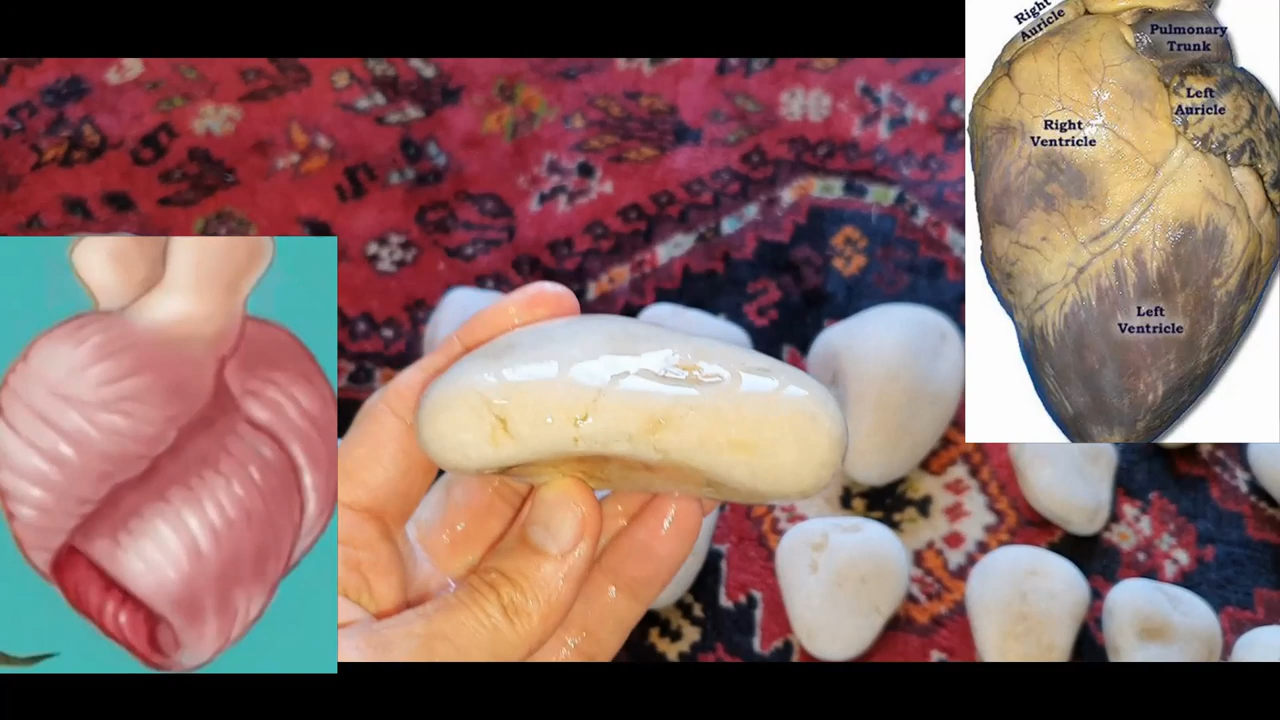 Right
Auricle
Pulmonary
Trunk
Left
Auricle
Right
Ventricle
Left
Ventricle